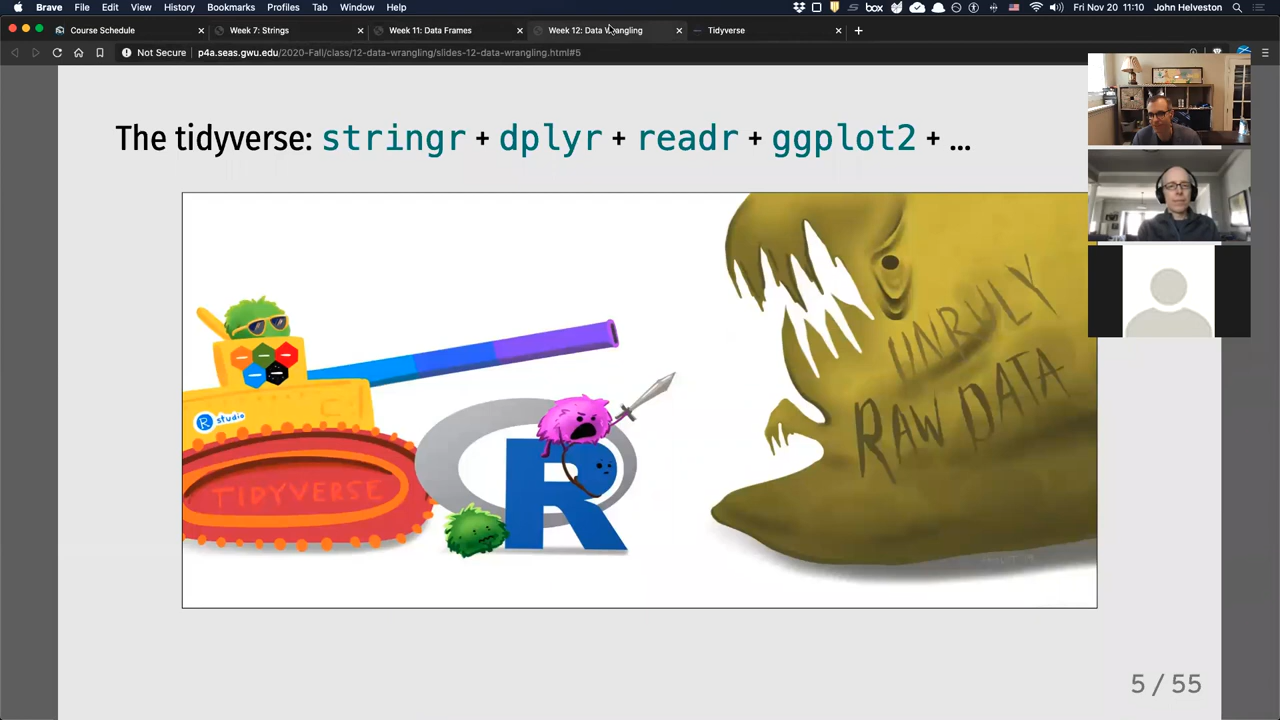 Brave File Edit View History Bookmarks Profiles Tab Window Help box Fri Nov 20 11:10 John Helveston
Course Schedule Week 7: Strings Week 11: Data Frames Week 12: Data Wrangling Tidyverse
Not Secure p4a.seas.gwu.edu/2020-Fall/class/12-data-wrangling/slides-12-data-wrangling.html#5
The tidyverse: stringr + dplyr + readr + ggplot2 + …
UNRULY
RAW DATA
R studio
TIDYVERSE
R
5 / 55